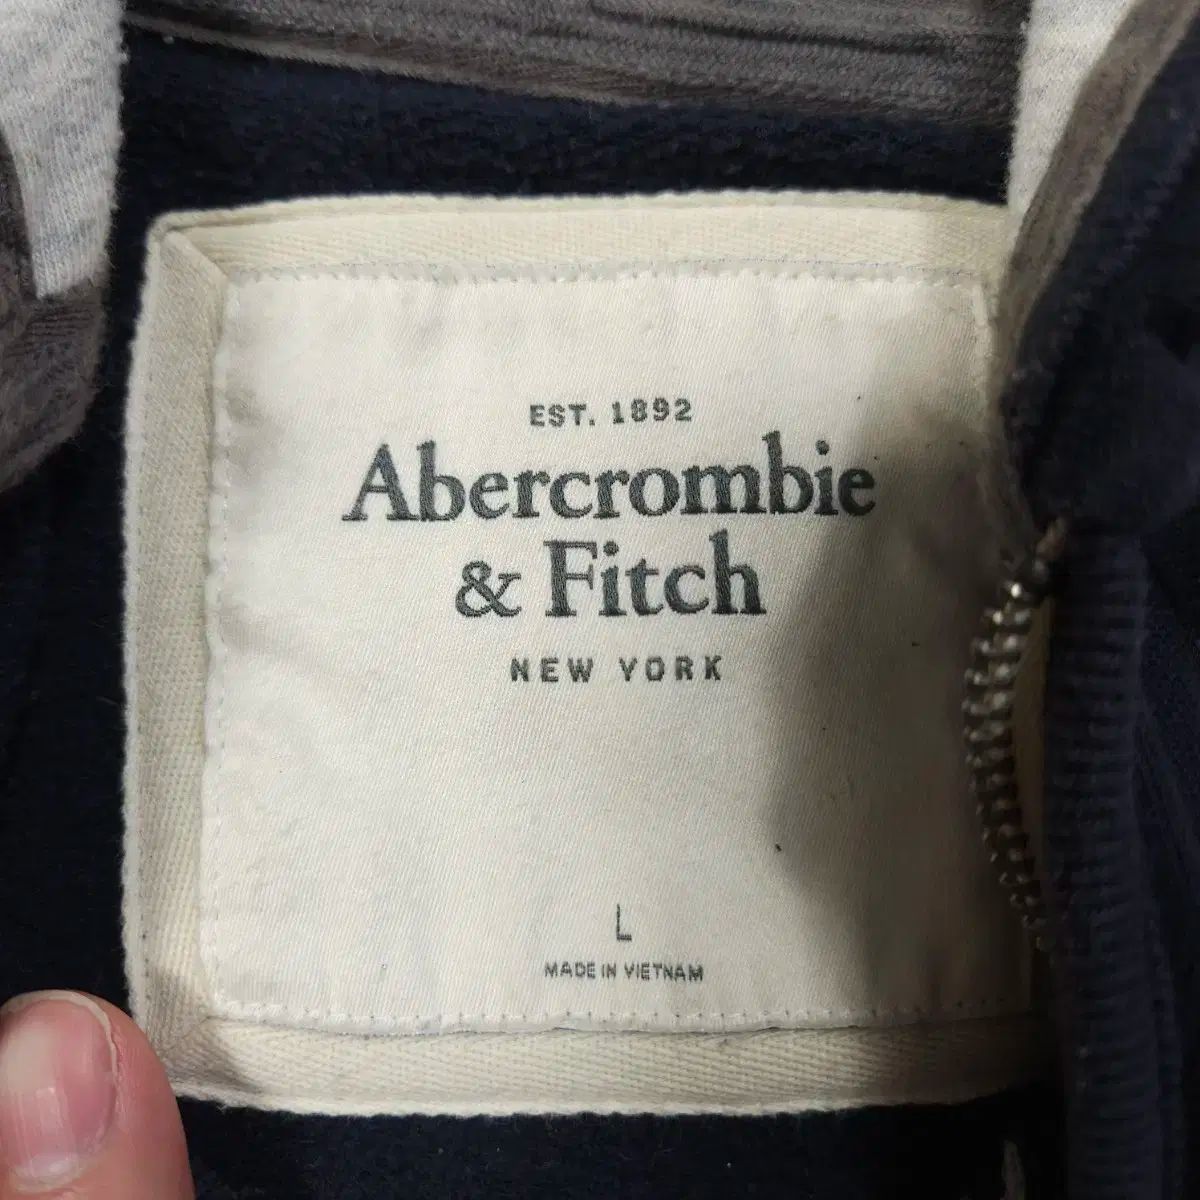 EST. 1892
Abercrombie
& Fitch
NEW YORK
L
MADE IN VIETNAM